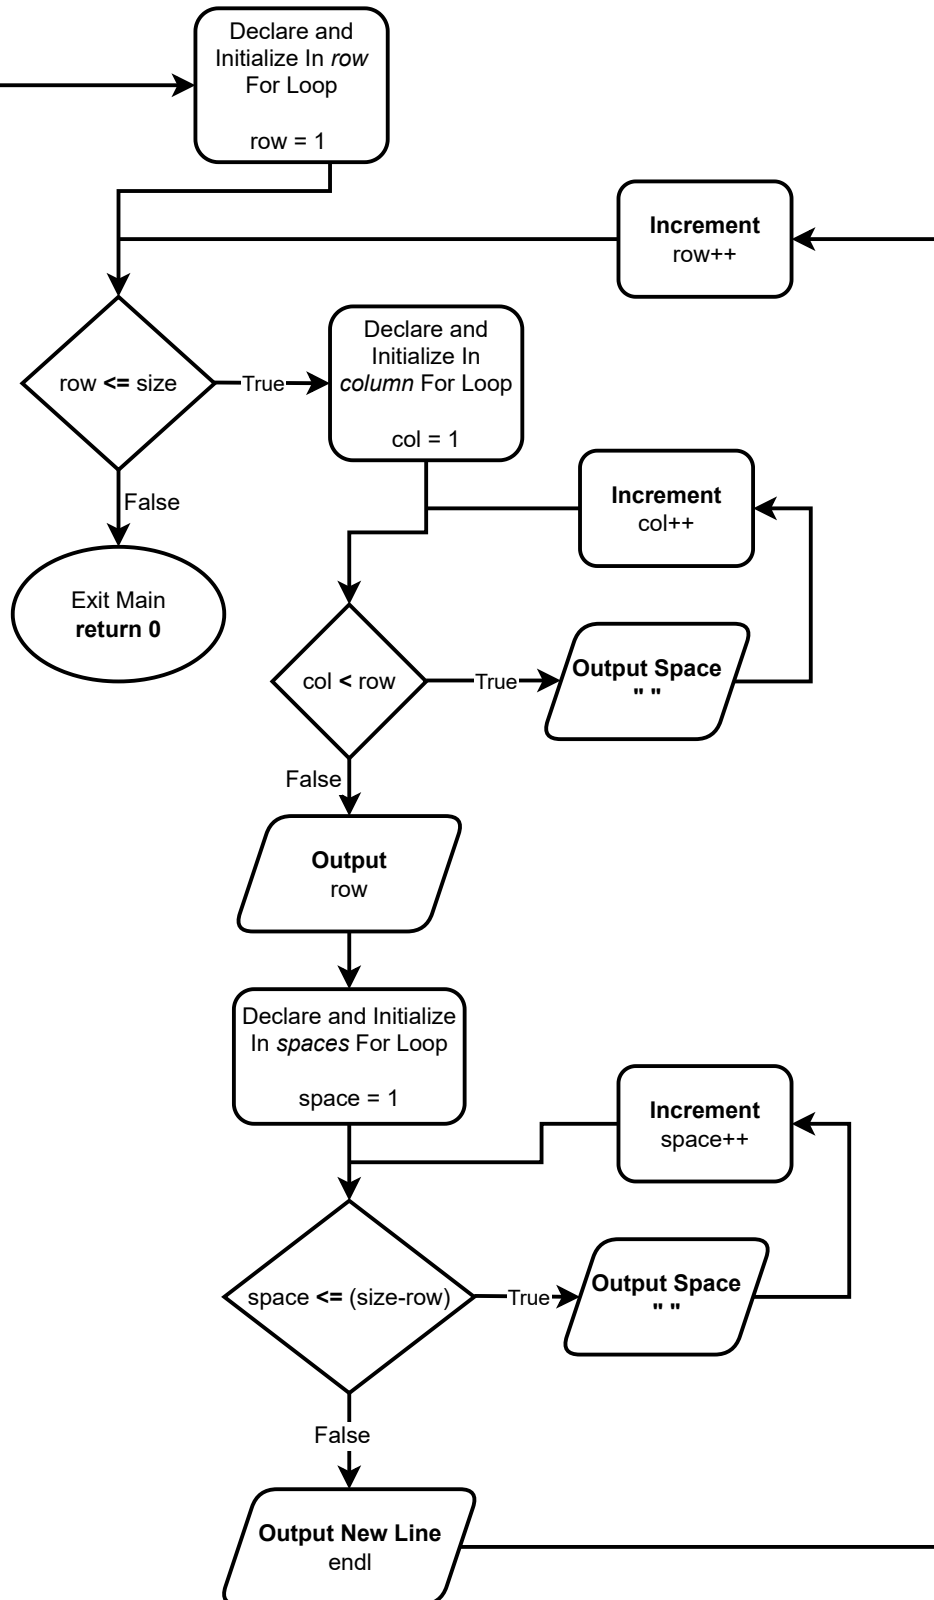 Declare and
Initialize In row
For Loop
row = 1
Increment
row++
row <= size
True
Declare and
Initialize In
column For Loop
col = 1
False
Increment
col++
Exit Main
return 0
col < row
True
Output Space
" "
False
Output
row
Declare and Initialize
In spaces For Loop
space = 1
Increment
space++
space <= (size-row)
True
Output Space
" "
False
Output New Line
endl